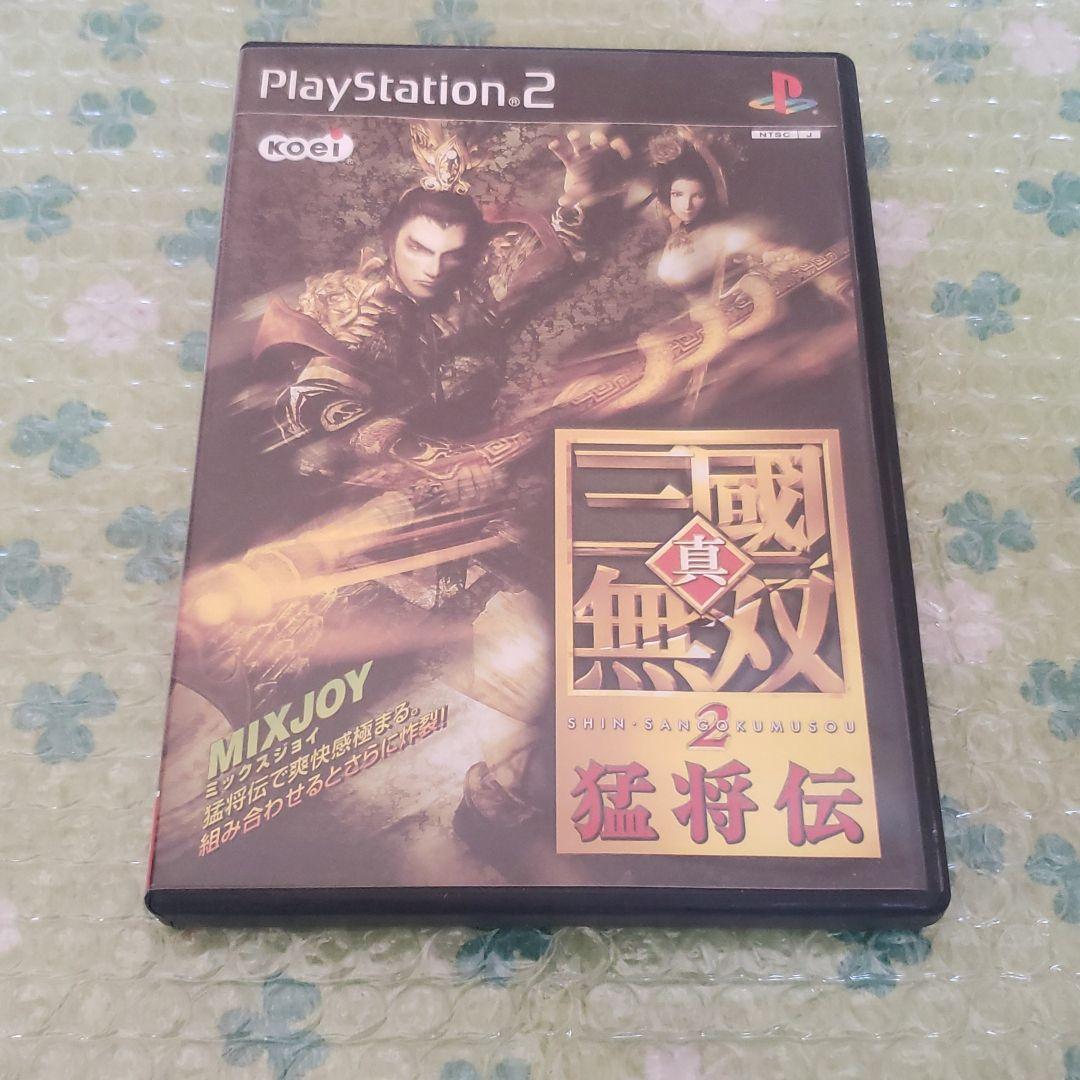 PlayStation®2
NTSC J
Koei®
三國
真
無双
SHIN・SANGOKUMUSOU
2
猛将伝
MIXJOY
ミックスジョイ
猛将伝で爽快感極まる。
組み合わせるとさらに炸裂!!